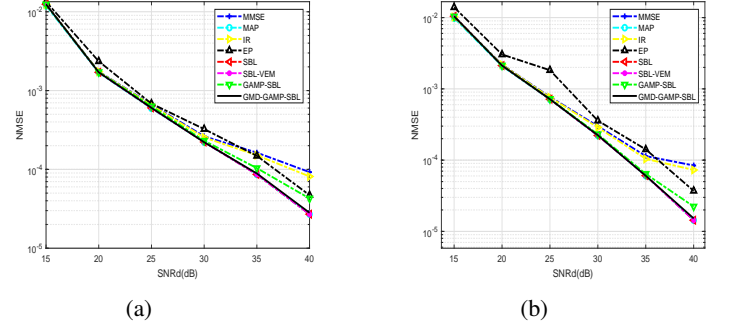 10^-2
10^-3
10^-4
10^-5
NMSE
15 20 25 30 35 40
SNRd(dB)
MMSE
MAP
IR
EP
SBL
SBL-VEM
GAMP-SBL
GMD-GAMP-SBL
(a)
10^-2
10^-3
10^-4
10^-5
NMSE
15 20 25 30 35 40
SNRd(dB)
MMSE
MAP
IR
EP
SBL
SBL-VEM
GAMP-SBL
GMD-GAMP-SBL
(b)